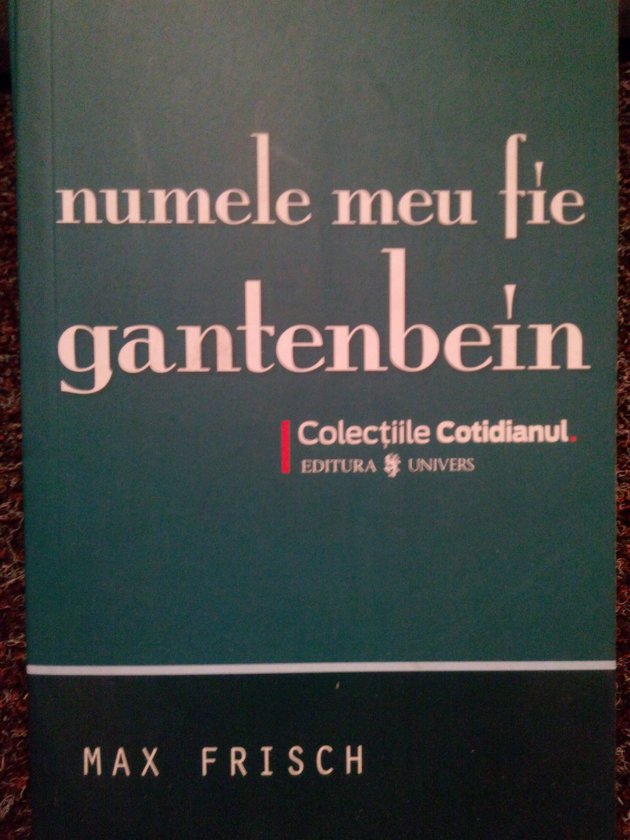 numele meu fie
gantenbein
Colecțiile Cotidianul.
EDITURA UNIVERS
MAX FRISCH